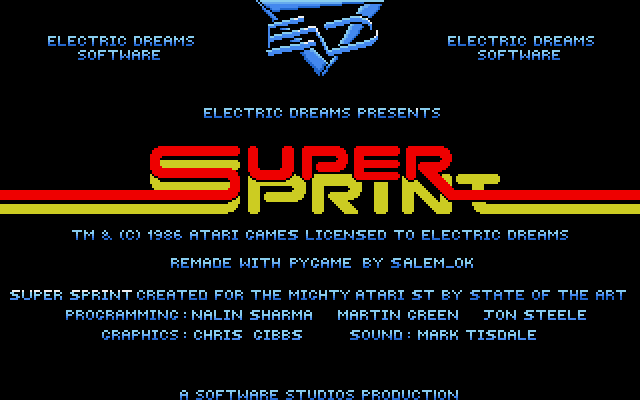 ELECTRIC DREAMS
SOFTWARE
ED
ELECTRIC DREAMS
SOFTWARE
ELECTRIC DREAMS PRESENTS
SUPER
SPRINT
TM & (C) 1986 ATARI GAMES LICENSED TO ELECTRIC DREAMS
REMADE WITH PYGAME BY SALEM_OK
SUPER SPRINT CREATED FOR THE MIGHTY ATARI ST BY STATE OF THE ART
PROGRAMMING: NALIN SHARMA MARTIN GREEN JON STEELE
GRAPHICS: CHRIS GIBBS SOUND: MARK TISDALE
A SOFTWARE STUDIOS PRODUCTION